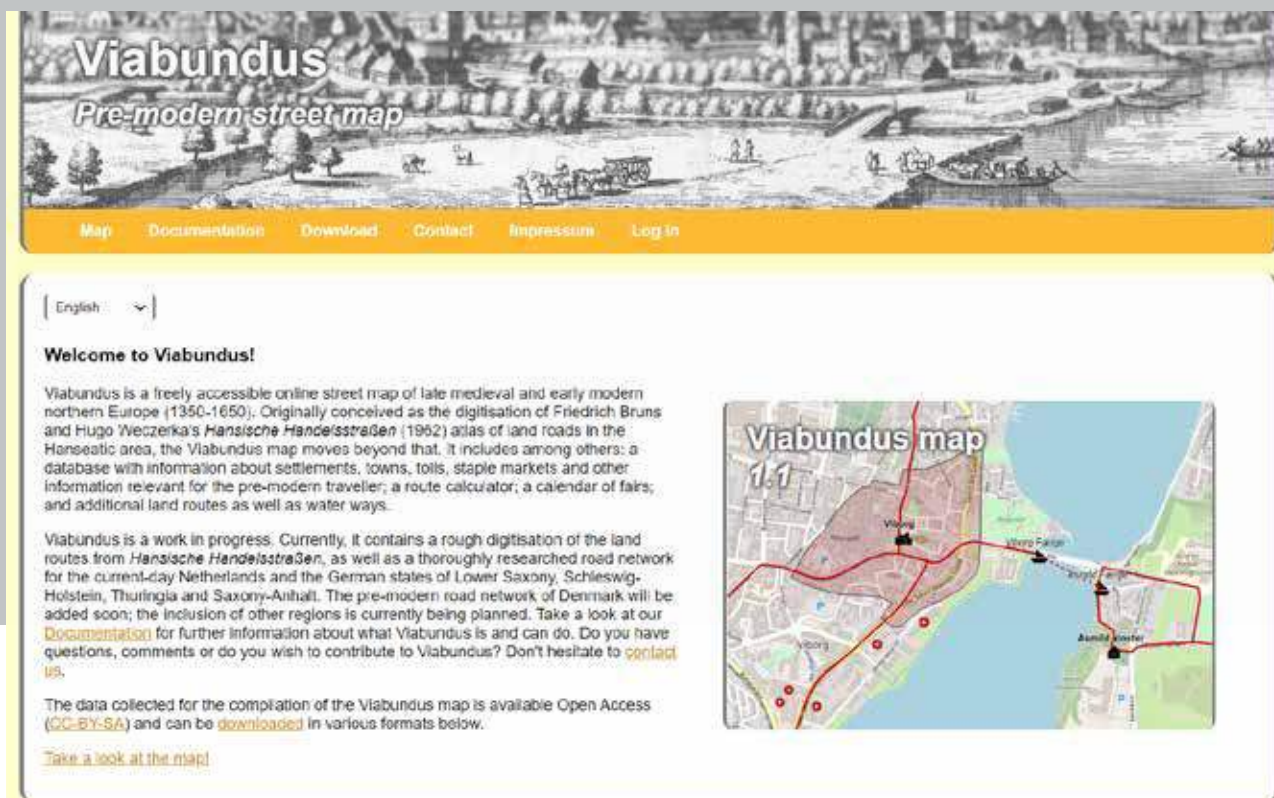 Viabundus
Pre-modern street map
Map Documentation Download Contact Impressum Log in
English
Welcome to Viabundus!
Viabundus is a freely accessible online street map of late medieval and early modern
northern Europe (1350-1650). Originally conceived as the digitisation of Friedrich Bruns
and Hugo Weczerka's Hansische Handelsstraßen (1962) atlas of land roads in the
Hanseatic area, the Viabundus map moves beyond that. It includes among others: a
database with information about settlements, towns, tolls, staple markets and other
information relevant for the pre-modern traveller; a route calculator; a calendar of fairs;
and additional land routes as well as water ways.
Viabundus is a work in progress. Currently, it contains a rough digitisation of the land
routes from Hansische Handelsstraßen, as well as a thoroughly researched road network
for the current-day Netherlands and the German states of Lower Saxony, Schleswig-
Holstein, Thuringia and Saxony-Anhalt. The pre-modern road network of Denmark will be
added soon; the inclusion of other regions is currently being planned. Take a look at our
Documentation for further information about what Viabundus is and can do. Do you have
questions, comments or do you wish to contribute to Viabundus? Don't hesitate to contact
us.
The data collected for the compilation of the Viabundus map is available Open Access
(CC-BY-SA) and can be downloaded in various formats below.
Take a look at the map!
Viabundus map
1.1
Viborg
Viborg Færge
Asmild kloster
viborg